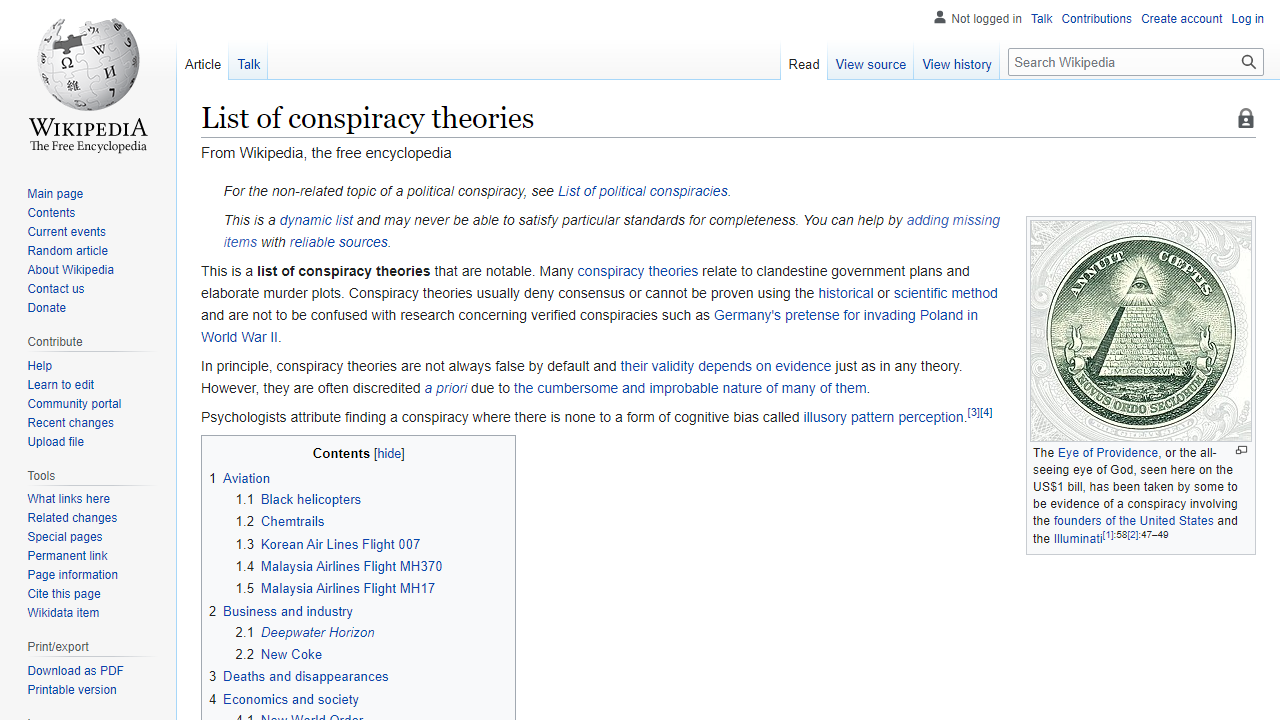 Not logged in Talk Contributions Create account Log in
Article Talk Read View source View history Search Wikipedia
WIKIPEDIA
The Free Encyclopedia
Main page
Contents
Current events
Random article
About Wikipedia
Contact us
Donate
Contribute
Help
Learn to edit
Community portal
Recent changes
Upload file
Tools
What links here
Related changes
Special pages
Permanent link
Page information
Cite this page
Wikidata item
Print/export
Download as PDF
Printable version
List of conspiracy theories
From Wikipedia, the free encyclopedia
For the non-related topic of a political conspiracy, see List of political conspiracies.
This is a dynamic list and may never be able to satisfy particular standards for completeness. You can help by adding missing
items with reliable sources.
This is a list of conspiracy theories that are notable. Many conspiracy theories relate to clandestine government plans and
elaborate murder plots. Conspiracy theories usually deny consensus or cannot be proven using the historical or scientific method
and are not to be confused with research concerning verified conspiracies such as Germany's pretense for invading Poland in
World War II.
In principle, conspiracy theories are not always false by default and their validity depends on evidence just as in any theory.
However, they are often discredited a priori due to the cumbersome and improbable nature of many of them.
Psychologists attribute finding a conspiracy where there is none to a form of cognitive bias called illusory pattern perception.[3][4]
Contents [hide]
1 Aviation
1.1 Black helicopters
1.2 Chemtrails
1.3 Korean Air Lines Flight 007
1.4 Malaysia Airlines Flight MH370
1.5 Malaysia Airlines Flight MH17
2 Business and industry
2.1 Deepwater Horizon
2.2 New Coke
3 Deaths and disappearances
4 Economics and society
4.1 New World Order
ANNUIT CŒPTIS
MDCCLXXVI
NOVUS ORDO SECLORUM
The Eye of Providence, or the all-
seeing eye of God, seen here on the
US$1 bill, has been taken by some to
be evidence of a conspiracy involving
the founders of the United States and
the Illuminati[1]:58[2]:47–49